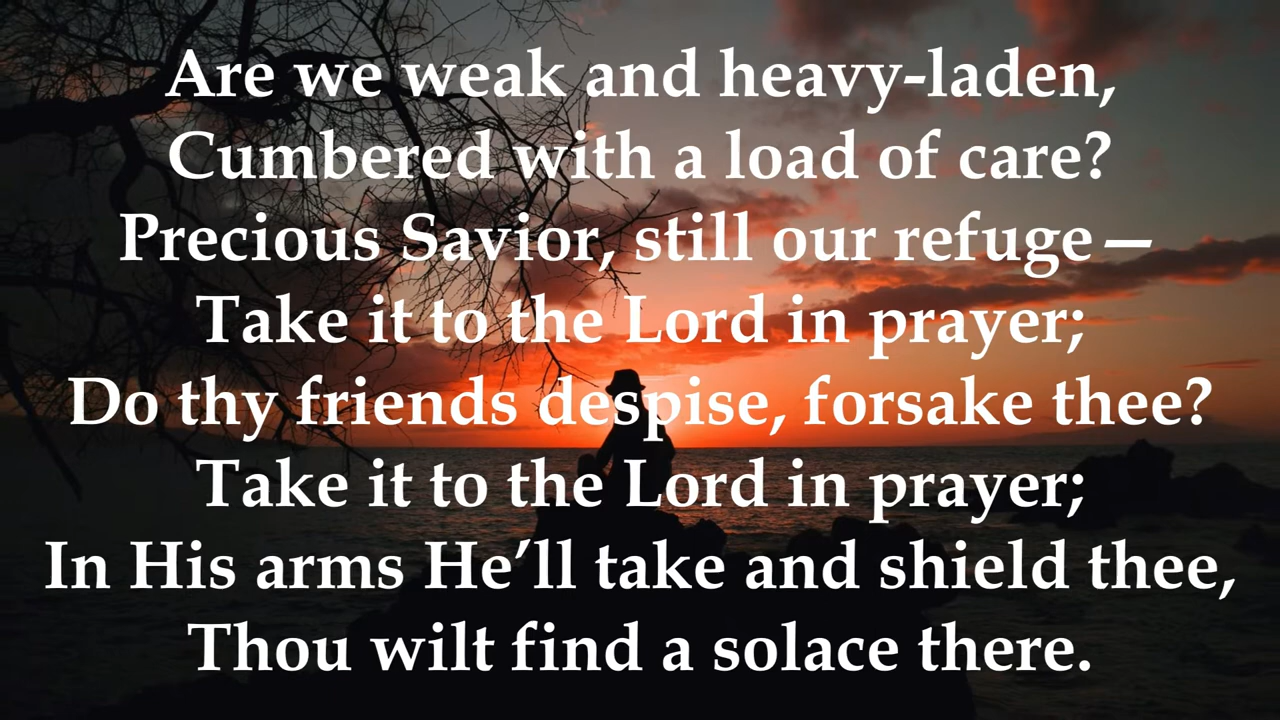 Are we weak and heavy-laden,
Cumbered with a load of care?
Precious Savior, still our refuge—
Take it to the Lord in prayer;
Do thy friends despise, forsake thee?
Take it to the Lord in prayer;
In His arms He’ll take and shield thee,
Thou wilt find a solace there.